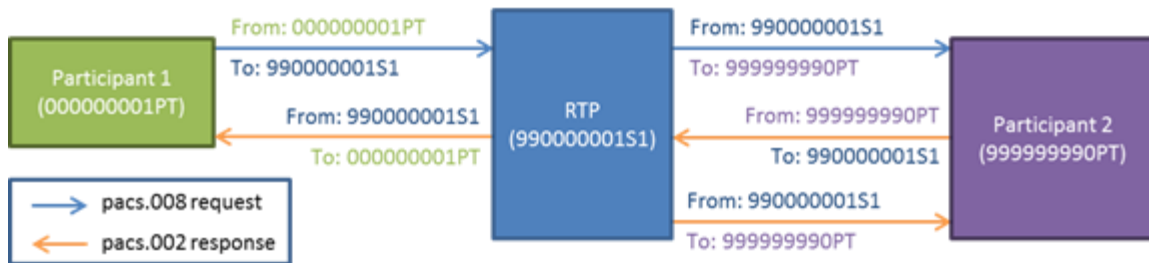 From: 000000001PT
To: 990000001S1
From: 990000001S1
To: 000000001PT
Participant 1
(000000001PT)
RTP
(990000001S1)
From: 990000001S1
To: 999999990PT
From: 999999990PT
To: 990000001S1
From: 990000001S1
To: 999999990PT
Participant 2
(999999990PT)
pacs.008 request
pacs.002 response